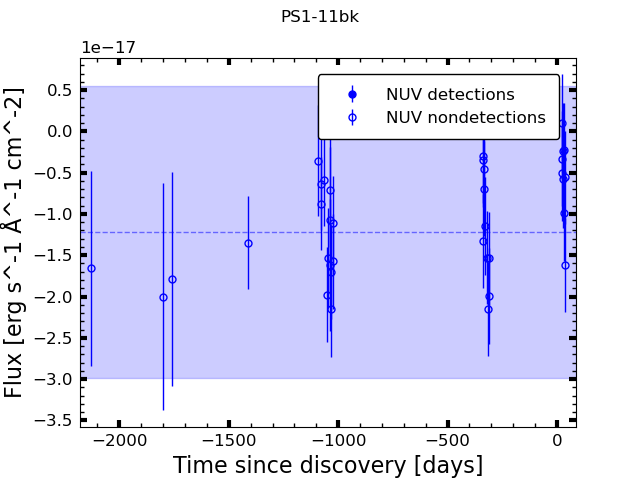 PS1-11bk
1e−17
NUV detections
NUV nondetections
0.5
0.0
−0.5
−1.0
−1.5
−2.0
−2.5
−3.0
−3.5
Flux [erg s^-1 Å^-1 cm^-2]
−2000 −1500 −1000 −500 0
Time since discovery [days]